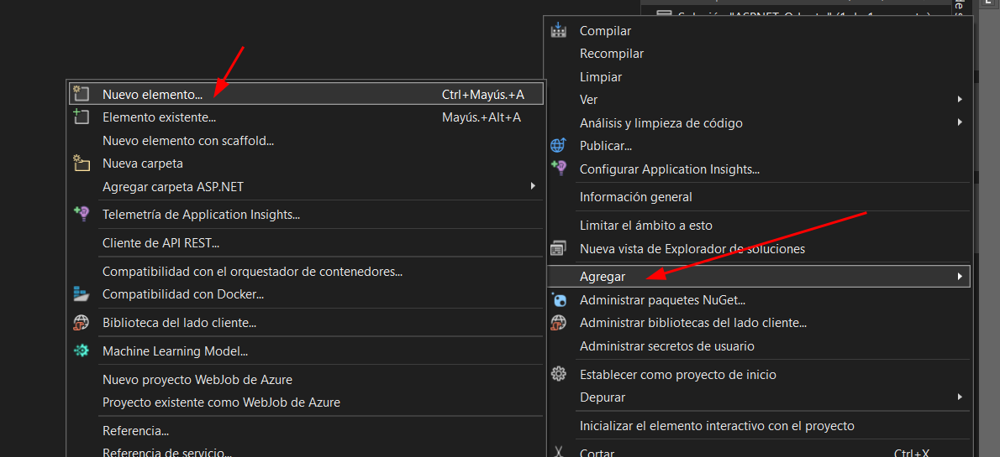 Solución "ASP.NET_
Compilar
Recompilar
Limpiar
Ver
Análisis y limpieza de código
Publicar...
Configurar Application Insights...
Información general
Limitar el ámbito a esto
Nueva vista de Explorador de soluciones
Agregar
Administrar paquetes NuGet...
Administrar bibliotecas del lado cliente...
Administrar secretos de usuario
Establecer como proyecto de inicio
Depurar
Inicializar el elemento interactivo con el proyecto
Cortar Ctrl+X
Nuevo elemento... Ctrl+Mayús.+A
Elemento existente... Mayús.+Alt+A
Nuevo elemento con scaffold...
Nueva carpeta
Agregar carpeta ASP.NET
Telemetría de Application Insights...
Cliente de API REST...
Compatibilidad con el orquestador de contenedores...
Compatibilidad con Docker...
Biblioteca del lado cliente...
Machine Learning Model...
Nuevo proyecto WebJob de Azure
Proyecto existente como WebJob de Azure
Referencia...
Referencia de servicio...